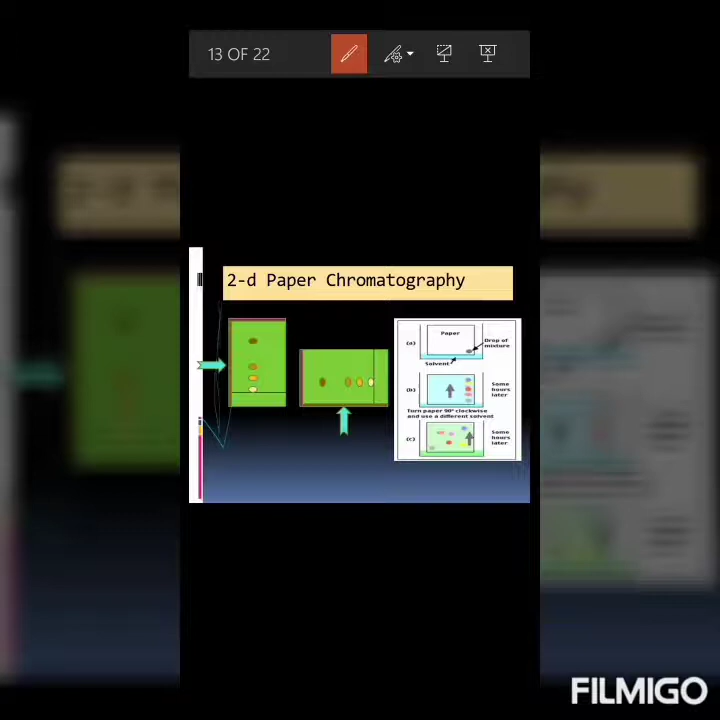 13 OF 22
2-d Paper Chromatography
Paper
(a)
Drop of
mixture
Solvent
(b)
Some
hours
later
Turn paper 90° clockwise
and use a different solvent
(c)
Some
hours
later
FILMIGO